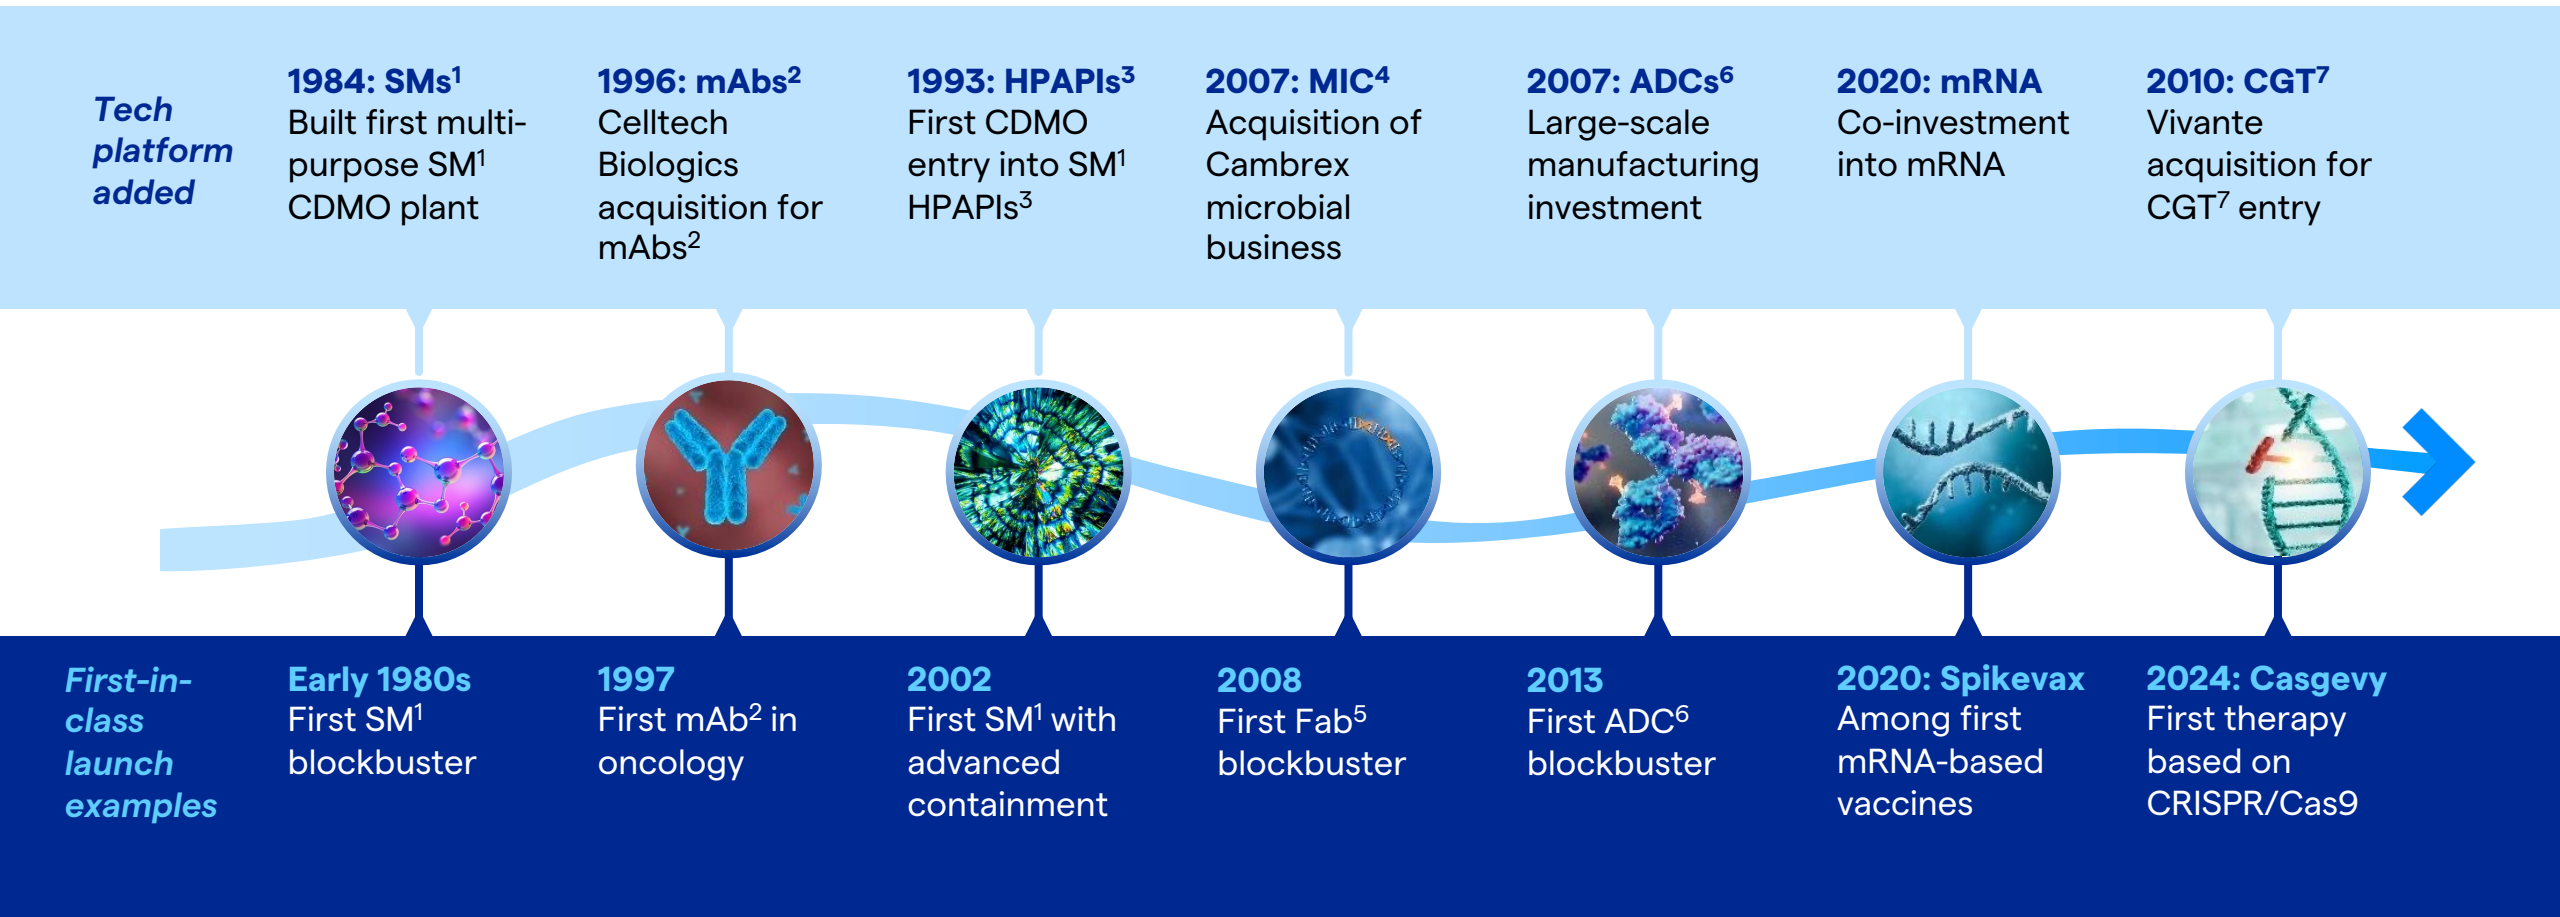 Tech
platform
added
1984: SMs¹
Built first multi-
purpose SM¹
CDMO plant
1996: mAbs²
Celltech
Biologics
acquisition for
mAbs²
1993: HPAPIs³
First CDMO
entry into SM¹
HPAPIs³
2007: MIC⁴
Acquisition of
Cambrex
microbial
business
2007: ADCs⁶
Large-scale
manufacturing
investment
2020: mRNA
Co-investment
into mRNA
2010: CGT⁷
Vivante
acquisition for
CGT⁷ entry
First-in-
class
launch
examples
Early 1980s
First SM¹
blockbuster
1997
First mAb² in
oncology
2002
First SM¹ with
advanced
containment
2008
First Fab⁵
blockbuster
2013
First ADC⁶
blockbuster
2020: Spikevax
Among first
mRNA-based
vaccines
2024: Casgevy
First therapy
based on
CRISPR/Cas9